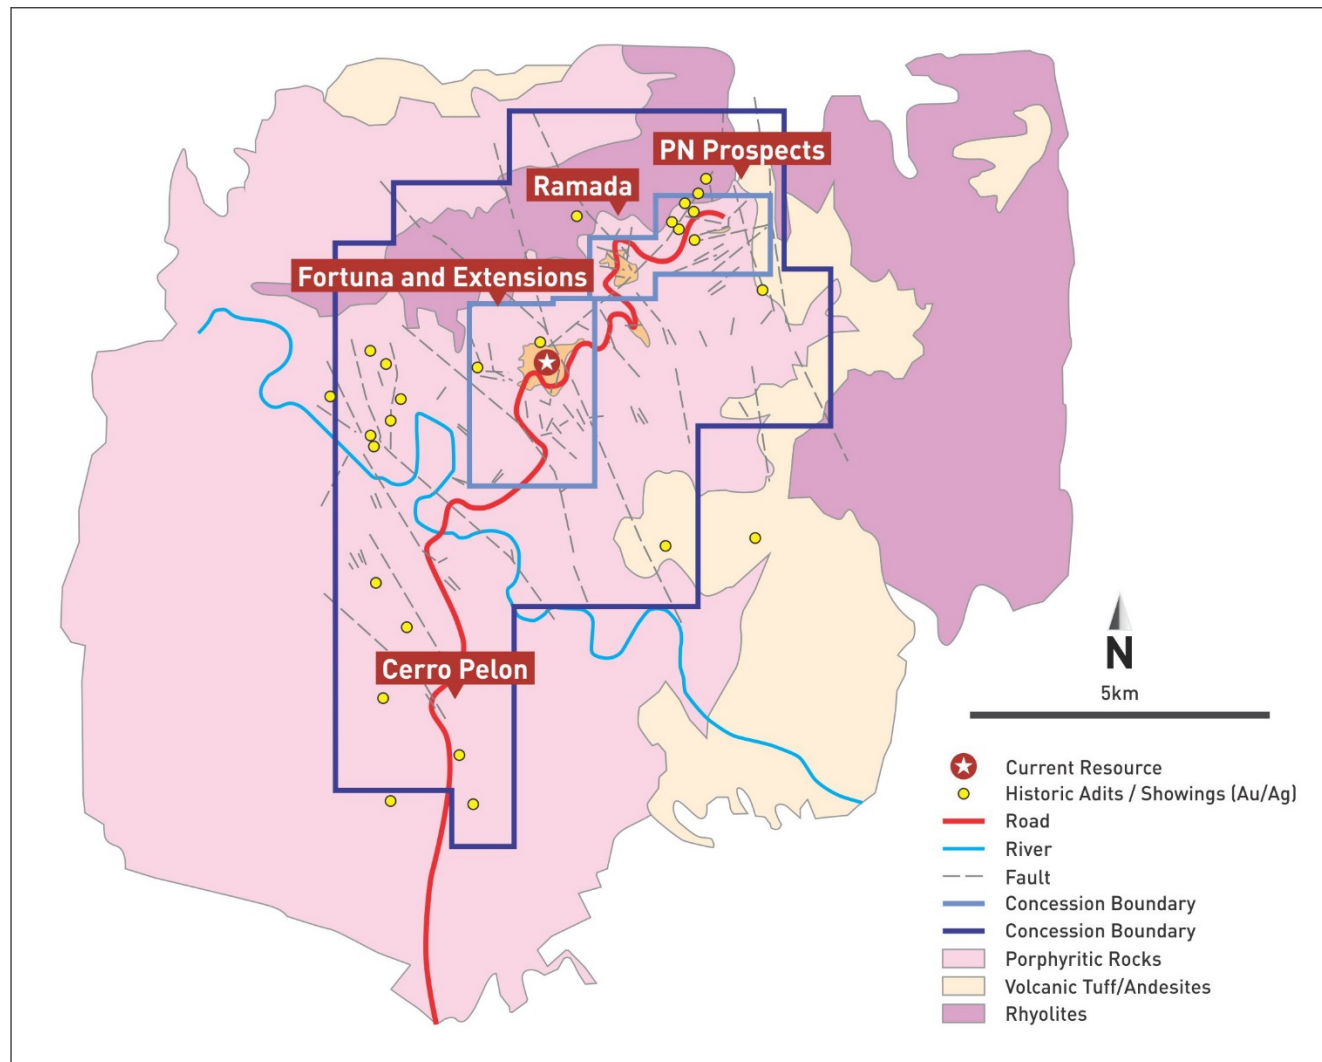 PN Prospects
Ramada
Fortuna and Extensions
Cerro Pelon
N
5km
Current Resource
Historic Adits / Showings (Au/Ag)
Road
River
Fault
Concession Boundary
Concession Boundary
Porphyritic Rocks
Volcanic Tuff/Andesites
Rhyolites